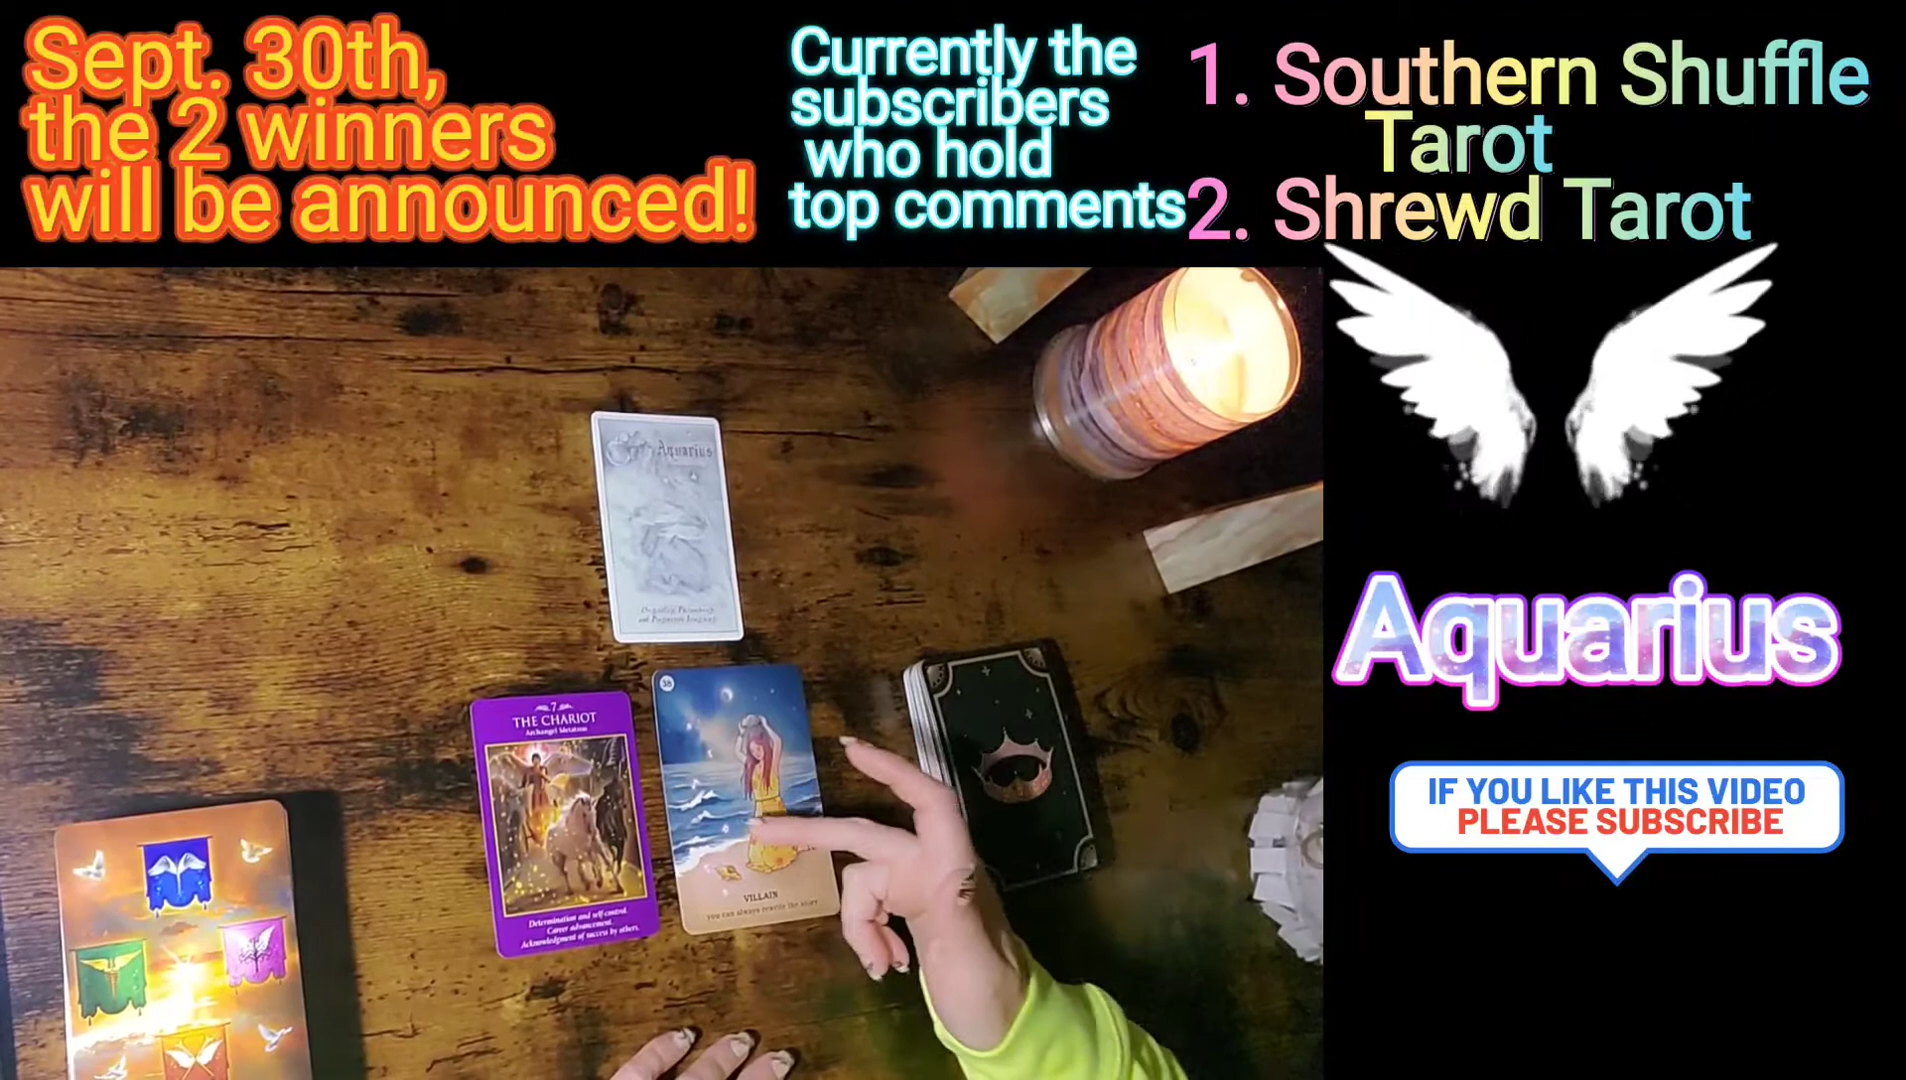 Sept. 30th,
the 2 winners
will be announced!
Currently the
subscribers
who hold
top comments
1. Southern Shuffle
Tarot
2. Shrewd Tarot
Aquarius
7
THE CHARIOT
Archangel Metatron
Determination and self-control.
Career advancement.
Acknowledgment of success by others.
38
VILLAIN
you can always rewrite the story
Aquarius
IF YOU LIKE THIS VIDEO
PLEASE SUBSCRIBE